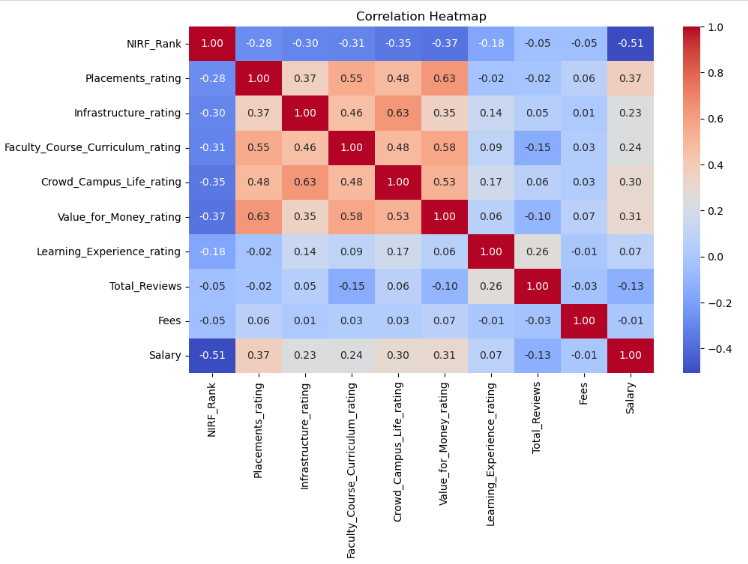 Correlation Heatmap
NIRF_Rank 1.00 -0.28 -0.30 -0.31 -0.35 -0.37 -0.18 -0.05 -0.05 -0.51
Placements_rating -0.28 1.00 0.37 0.55 0.48 0.63 -0.02 -0.02 0.06 0.37
Infrastructure_rating -0.30 0.37 1.00 0.46 0.63 0.35 0.14 0.05 0.01 0.23
Faculty_Course_Curriculum_rating -0.31 0.55 0.46 1.00 0.48 0.58 0.09 -0.15 0.03 0.24
Crowd_Campus_Life_rating -0.35 0.48 0.63 0.48 1.00 0.53 0.17 0.06 0.03 0.30
Value_for_Money_rating -0.37 0.63 0.35 0.58 0.53 1.00 0.06 -0.10 0.07 0.31
Learning_Experience_rating -0.18 -0.02 0.14 0.09 0.17 0.06 1.00 0.26 -0.01 0.07
Total_Reviews -0.05 -0.02 0.05 -0.15 0.06 -0.10 0.26 1.00 -0.03 -0.13
Fees -0.05 0.06 0.01 0.03 0.03 0.07 -0.01 -0.03 1.00 -0.01
Salary -0.51 0.37 0.23 0.24 0.30 0.31 0.07 -0.13 -0.01 1.00
NIRF_Rank
Placements_rating
Infrastructure_rating
Faculty_Course_Curriculum_rating
Crowd_Campus_Life_rating
Value_for_Money_rating
Learning_Experience_rating
Total_Reviews
Fees
Salary
1.0
0.8
0.6
0.4
0.2
0.0
−0.2
−0.4